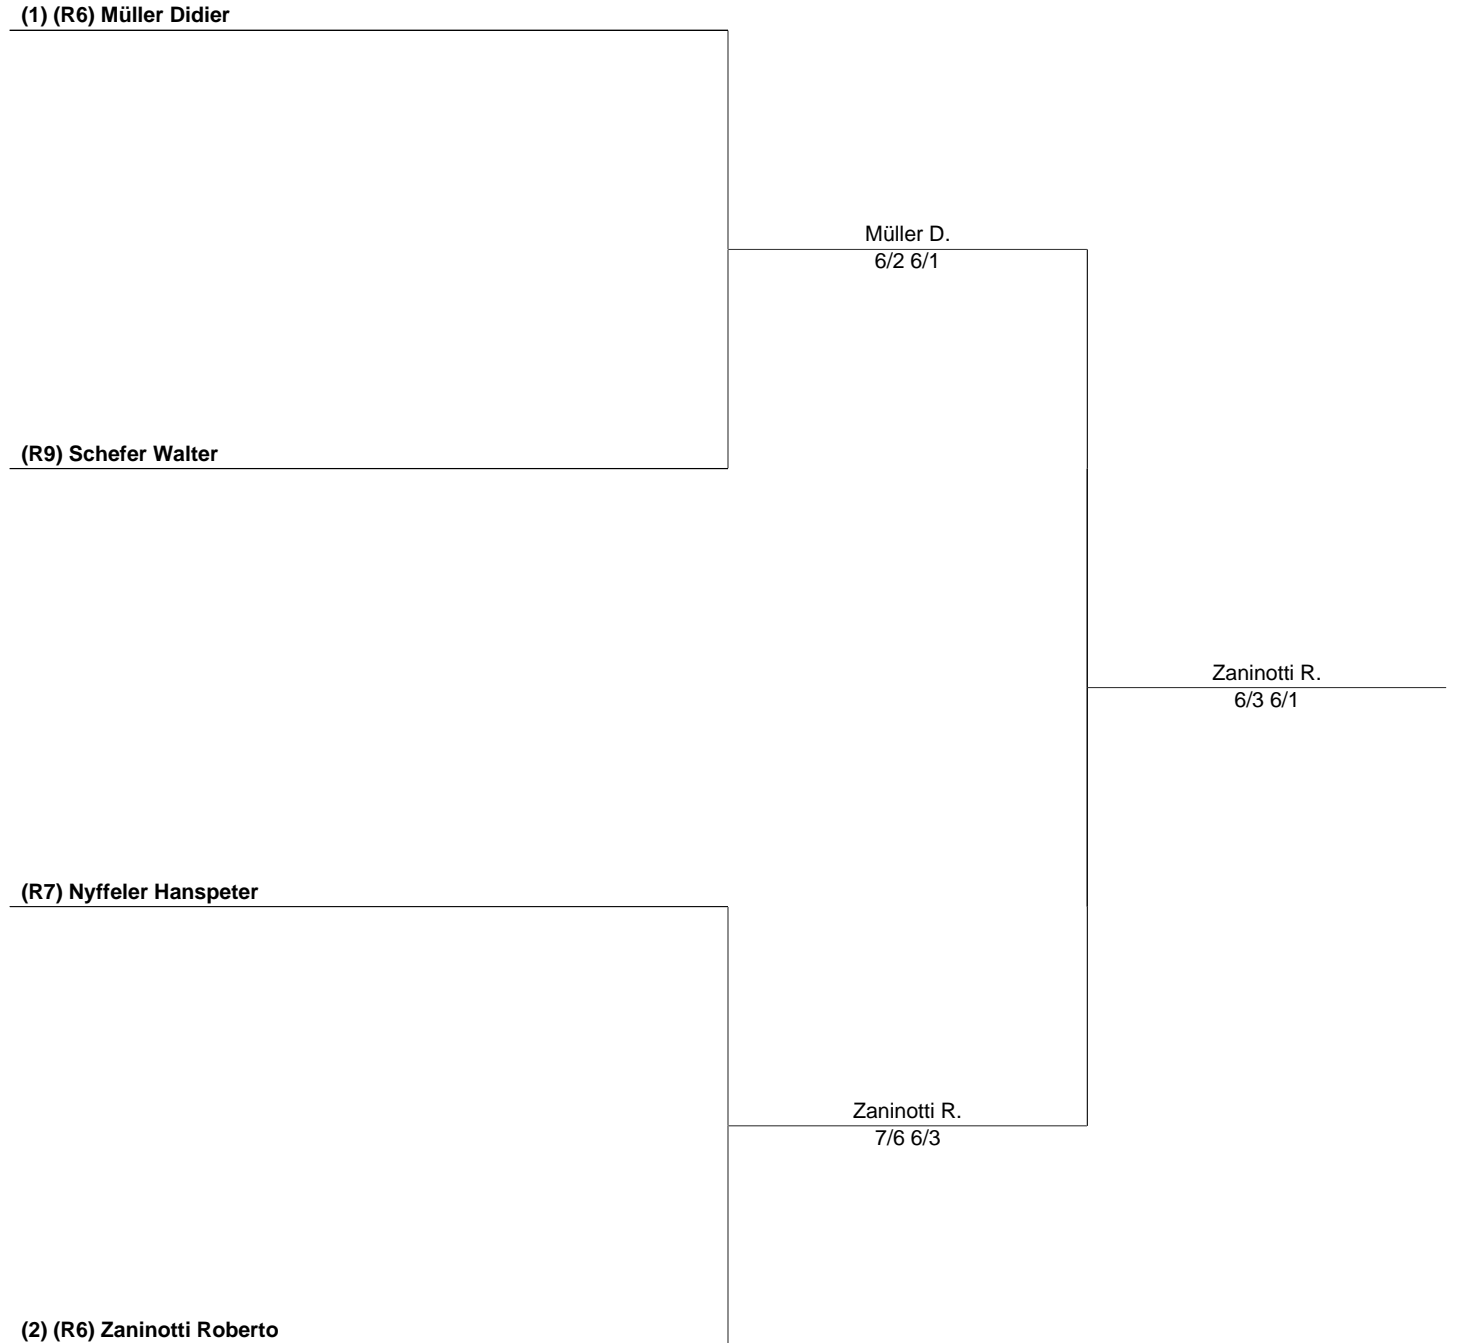 (1) (R6) Müller Didier
Müller D.
6/2 6/1
(R9) Schefer Walter
Zaninotti R.
6/3 6/1
(R7) Nyffeler Hanspeter
Zaninotti R.
7/6 6/3
(2) (R6) Zaninotti Roberto